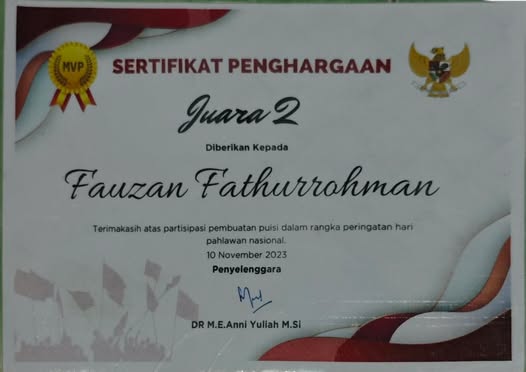 MVP
SERTIFIKAT PENGHARGAAN
Juara 2
Diberikan Kepada
Fauzan Fathurrohman
Terimakasih atas partisipasi pembuatan puisi dalam rangka peringatan hari
pahlawan nasional.
10 November 2023
Penyelenggara
DR M.E.Anni Yuliah M.Si